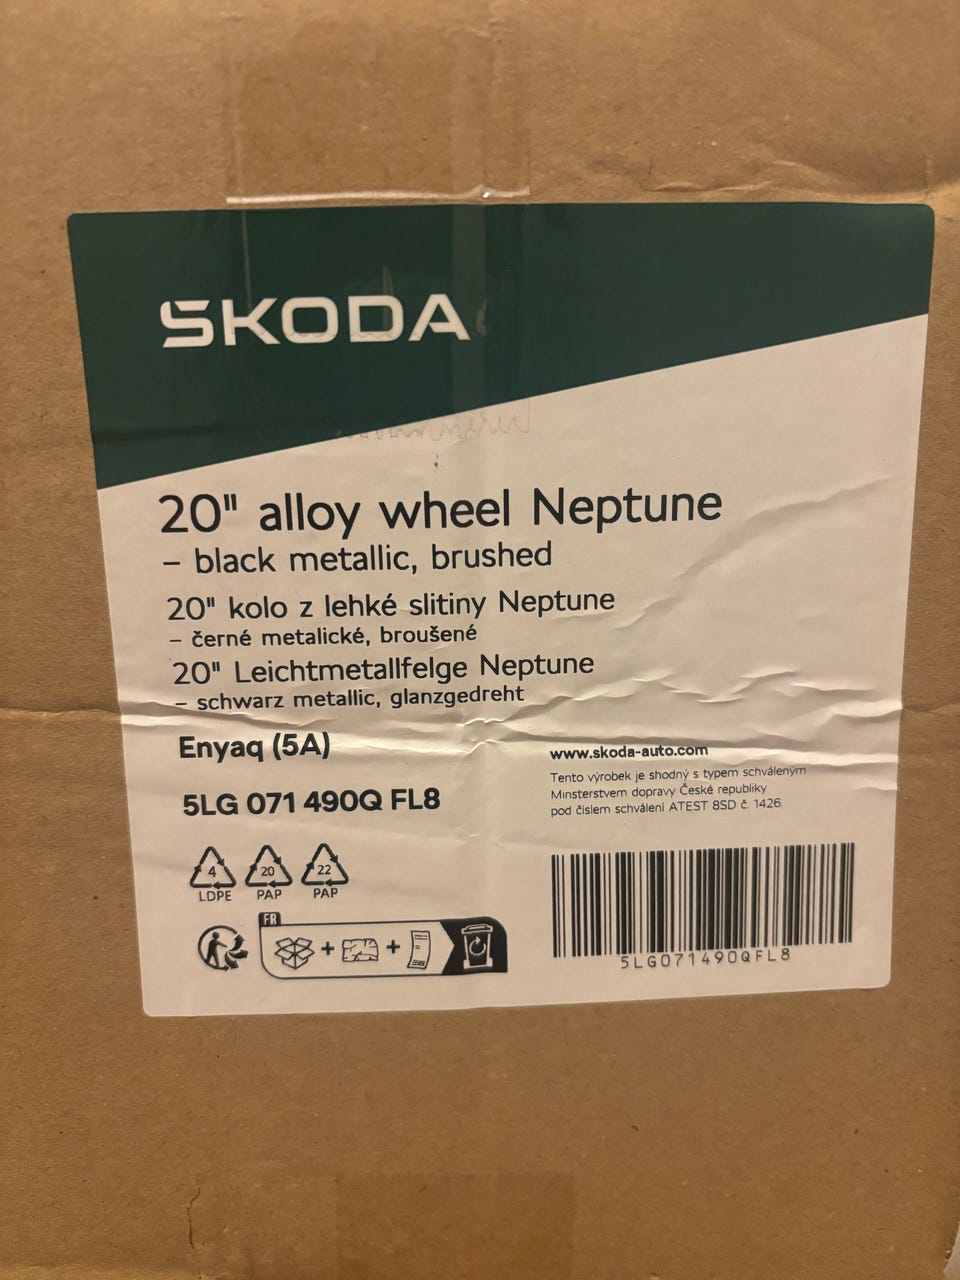 ŠKODA
20" alloy wheel Neptune
– black metallic, brushed
20" kolo z lehké slitiny Neptune
– černé metalické, broušené
20" Leichtmetallfelge Neptune
– schwarz metallic, glanzgedreht
Enyaq (5A)
5LG 071 490Q FL8
www.skoda-auto.com
Tento výrobek je shodný s typem schváleným
Minsterstvem dopravy České republiky
pod číslem schválení ATEST 8SD č. 1426
4 20 22
LDPE PAP PAP
FR
5LG071490QFL8